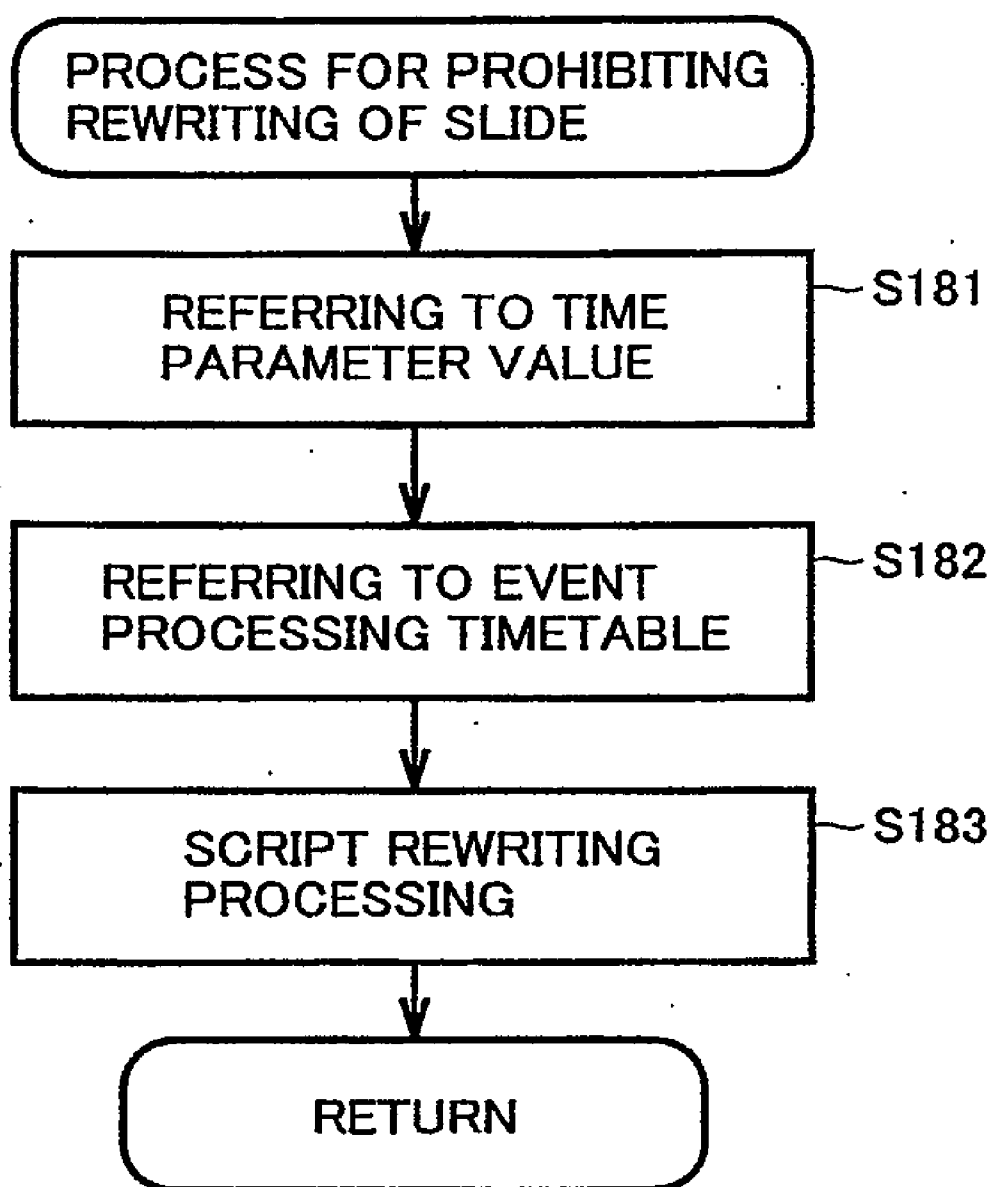 PROCESS FOR PROHIBITING
REWRITING OF SLIDE
REFERRING TO TIME
PARAMETER VALUE
S181
REFERRING TO EVENT
PROCESSING TIMETABLE
S182
SCRIPT REWRITING
PROCESSING
S183
RETURN